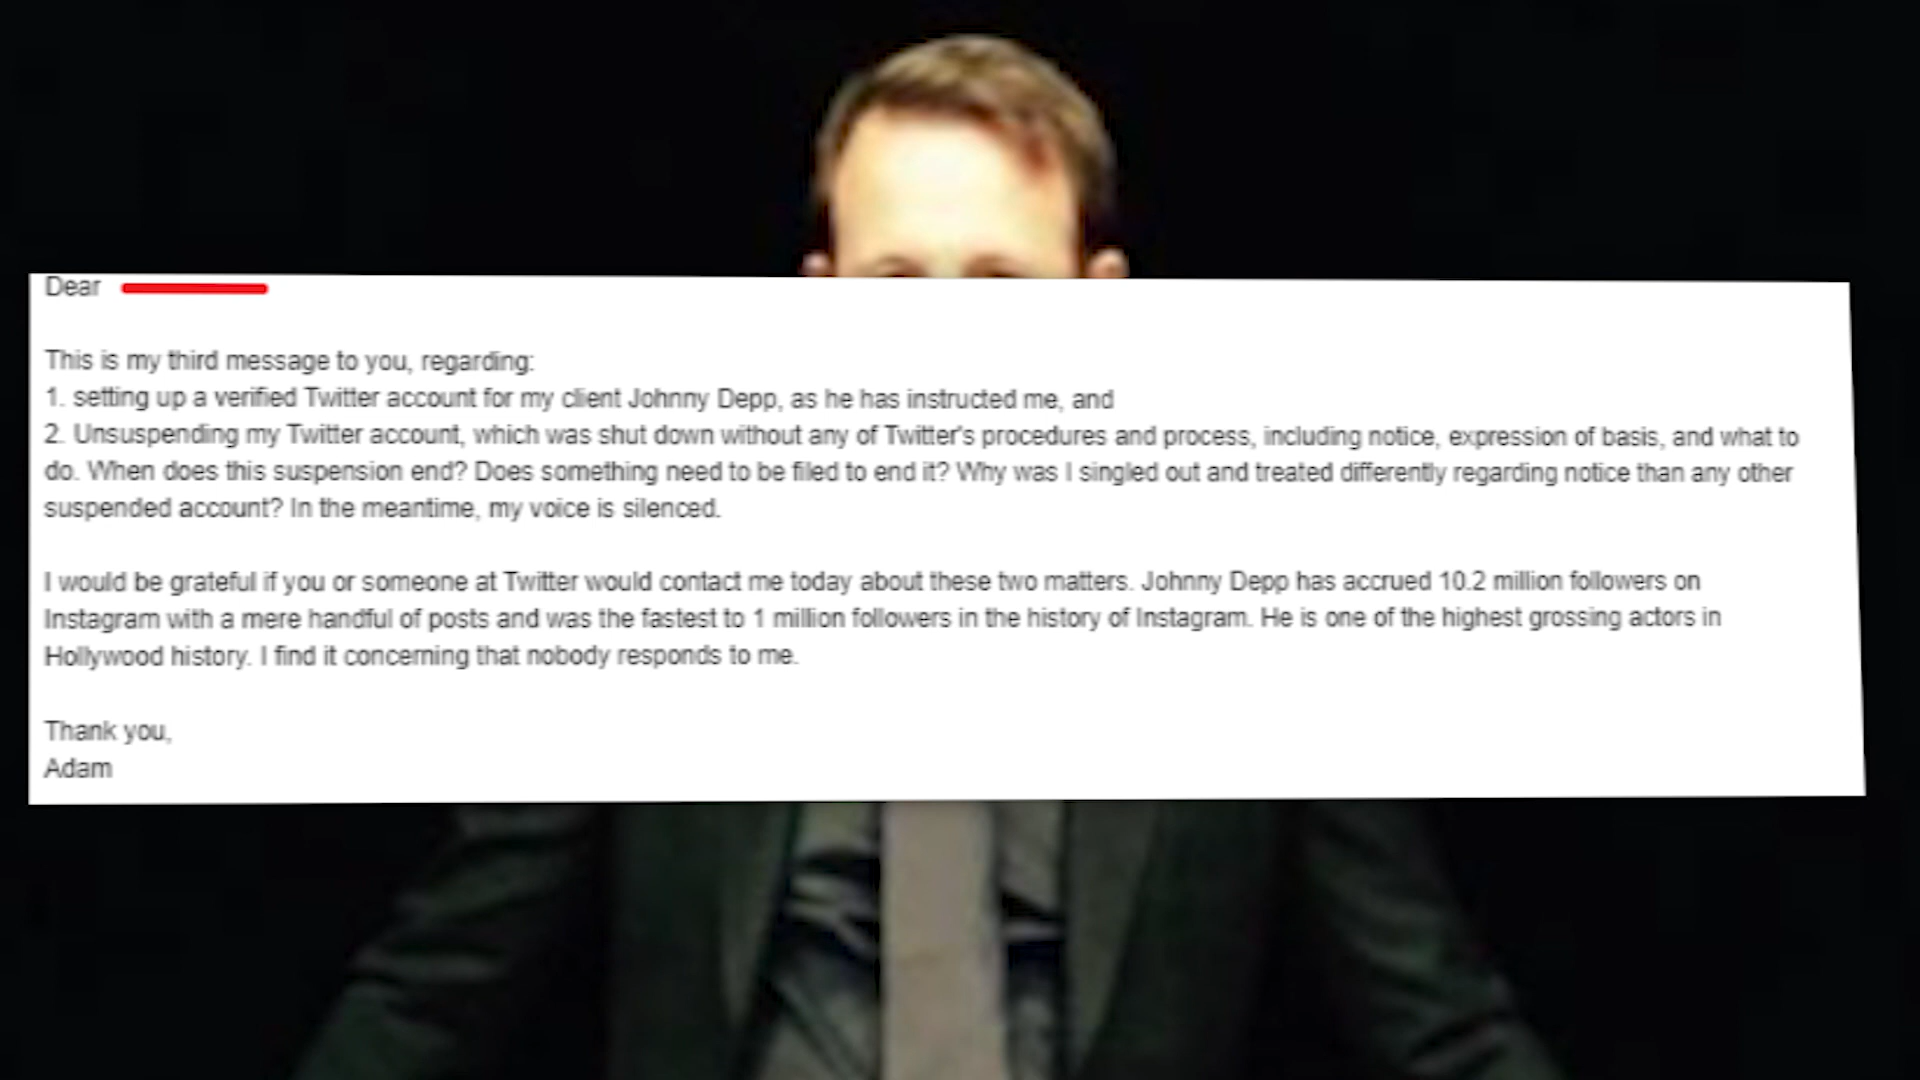 Dear
This is my third message to you, regarding:
1. setting up a verified Twitter account for my client Johnny Depp, as he has instructed me, and
2. Unsuspending my Twitter account, which was shut down without any of Twitter's procedures and process, including notice, expression of basis, and what to
do. When does this suspension end? Does something need to be filed to end it? Why was I singled out and treated differently regarding notice than any other
suspended account? In the meantime, my voice is silenced.
I would be grateful if you or someone at Twitter would contact me today about these two matters. Johnny Depp has accrued 10.2 million followers on
Instagram with a mere handful of posts and was the fastest to 1 million followers in the history of Instagram. He is one of the highest grossing actors in
Hollywood history. I find it concerning that nobody responds to me.
Thank you,
Adam